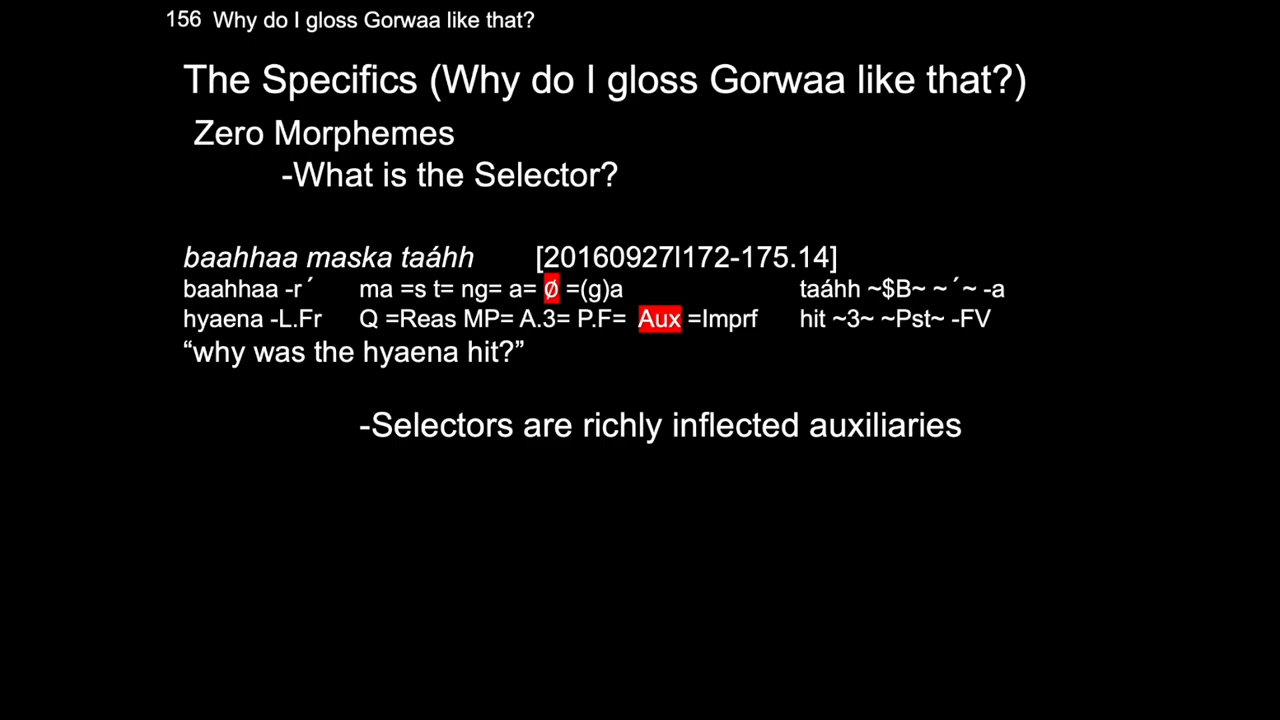 156 Why do I gloss Gorwaa like that?
The Specifics (Why do I gloss Gorwaa like that?)
Zero Morphemes
-What is the Selector?
baahhaa maska taáhh [20160927l172-175.14]
baahhaa -r´ ma =s t= ng= a= ∅ =(g)a taáhh ~$B~ ~´~ -a
hyaena -L.Fr Q =Reas MP= A.3= P.F= Aux =Imprf hit ~3~ ~Pst~ -FV
“why was the hyaena hit?”
-Selectors are richly inflected auxiliaries